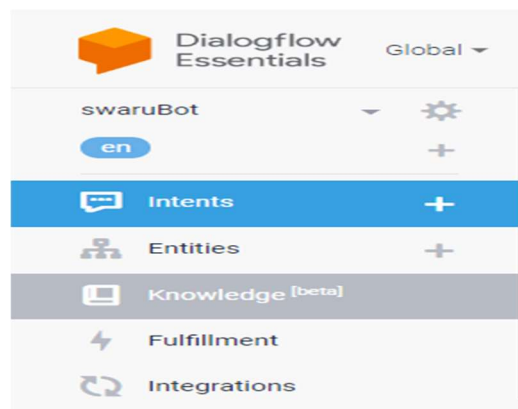 Dialogflow
Essentials
Global
swaruBot
en
Intents
Entities
Knowledge [beta]
Fulfillment
Integrations